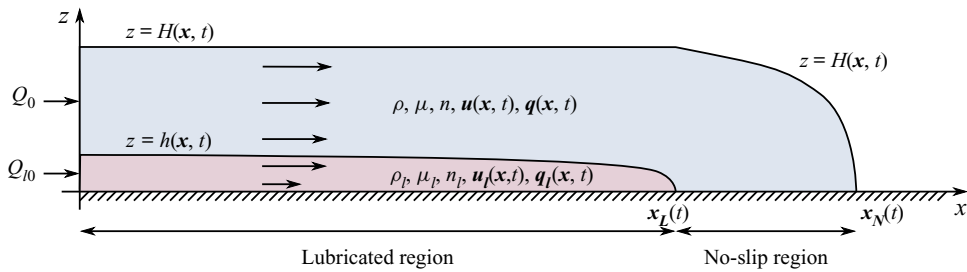 z
z = H(x, t)
z = H(x, t)
Q0
ρ, μ, n, u(x, t), q(x, t)
z = h(x, t)
Ql0
ρl, μl, nl, ul(x,t), ql(x, t)
xL(t)
xN(t)
x
Lubricated region
No-slip region